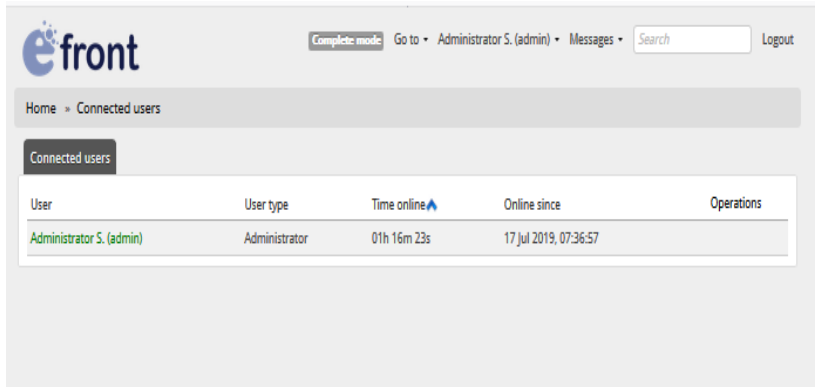 efront
Complete mode Go to Administrator S. (admin) Messages Search Logout
Home » Connected users
Connected users
User User type Time online Online since Operations
Administrator S. (admin) Administrator 01h 16m 23s 17 Jul 2019, 07:36:57